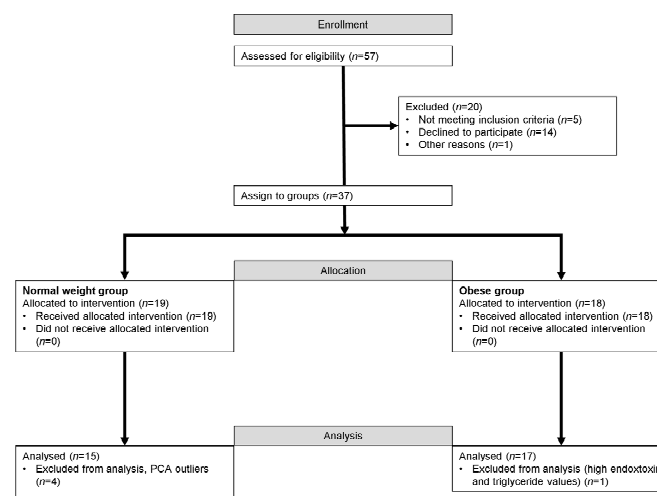 Enrollment
Assessed for eligibility (n=57)
Excluded (n=20)
• Not meeting inclusion criteria (n=5)
• Declined to participate (n=14)
• Other reasons (n=1)
Assign to groups (n=37)
Allocation
Normal weight group
Allocated to intervention (n=19)
• Received allocated intervention (n=19)
• Did not receive allocated intervention
(n=0)
Obese group
Allocated to intervention (n=18)
• Received allocated intervention (n=18)
• Did not receive allocated intervention
(n=0)
Analysis
Analysed (n=15)
• Excluded from analysis, PCA outliers
(n=4)
Analysed (n=17)
• Excluded from analysis (high endoxtoxi
and triglyceride values) (n=1)